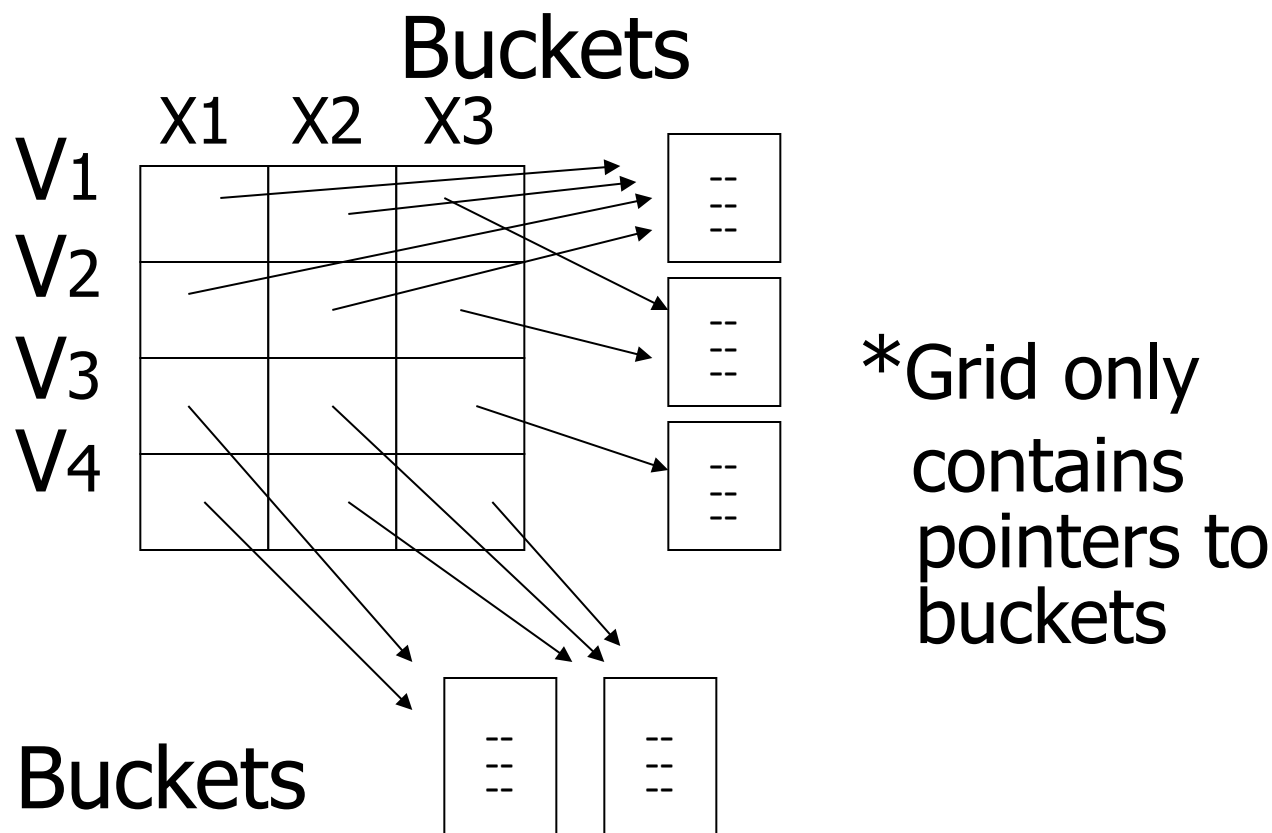 Buckets
X1 X2 X3
V1
V2
V3
V4
--
--
--
--
--
--
--
--
--
*Grid only
contains
pointers to
buckets
Buckets
-- --
-- --
-- --